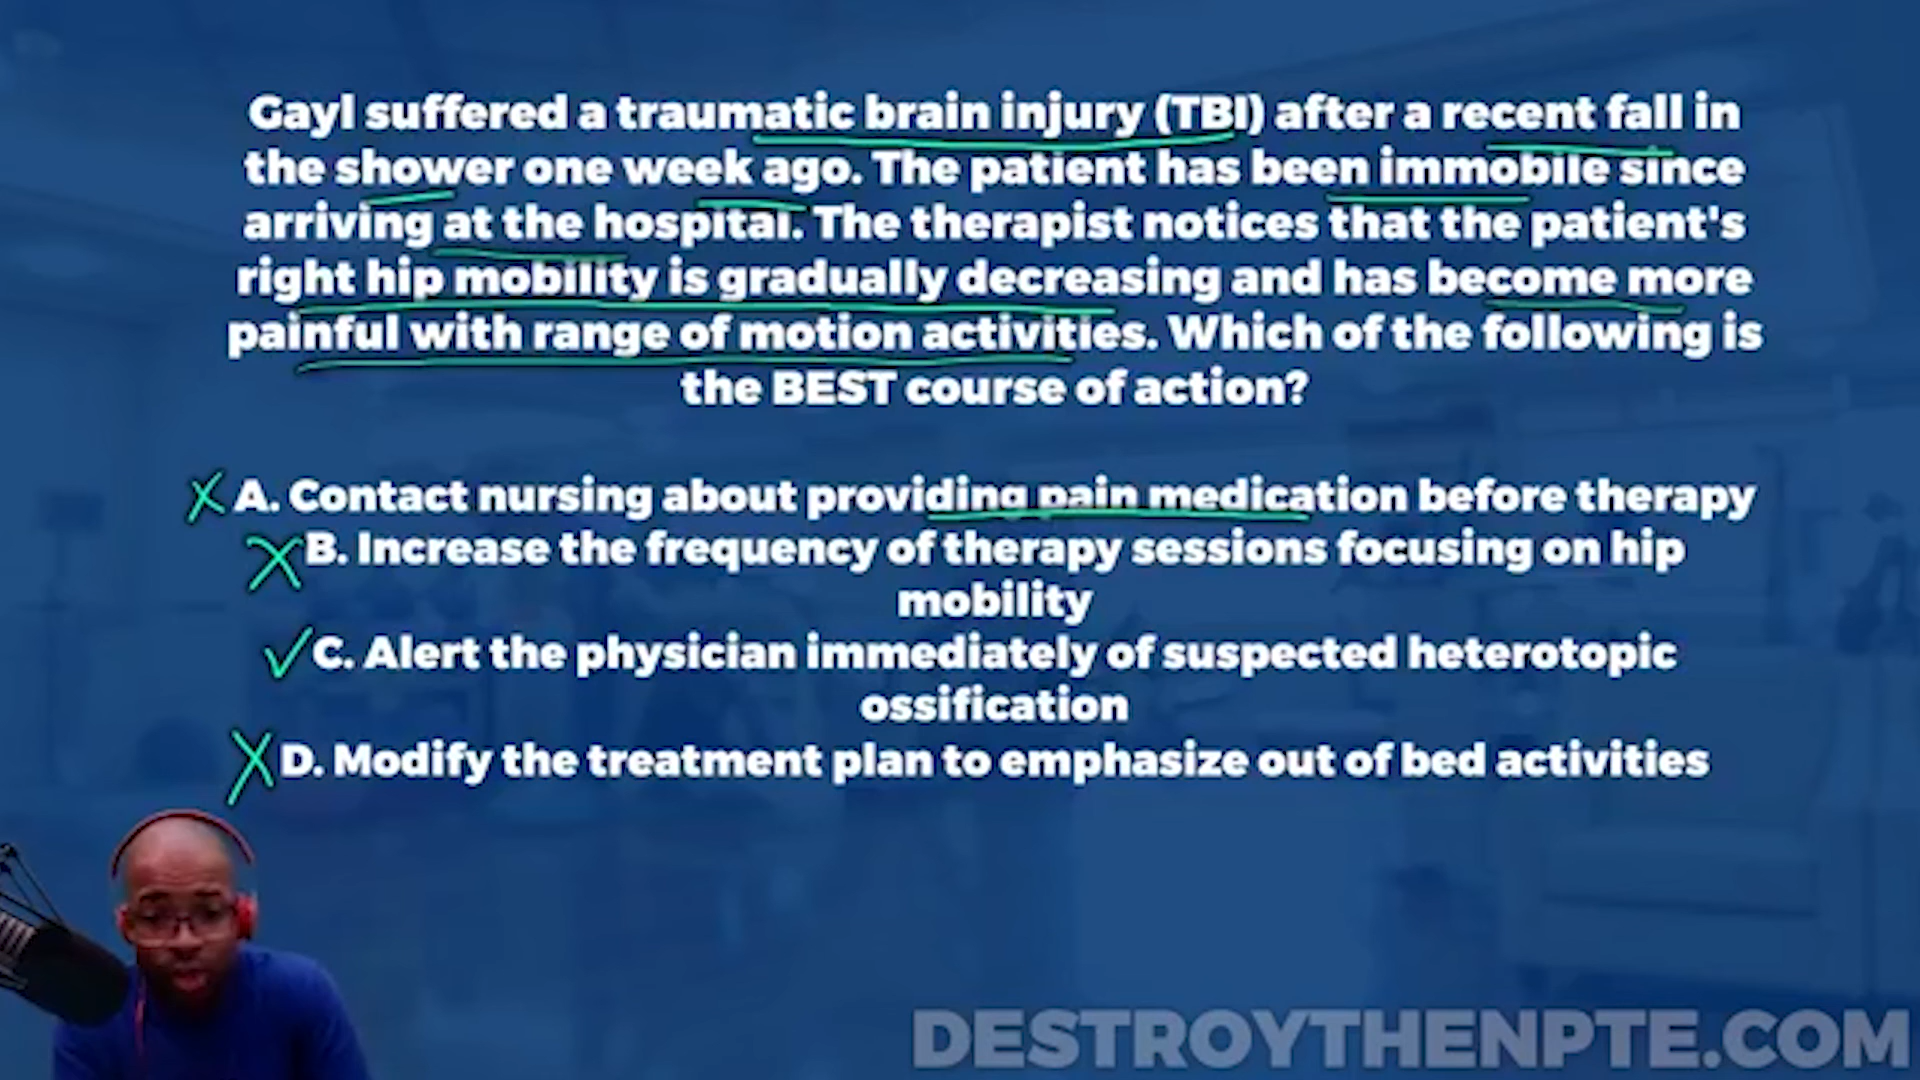 Gayl suffered a traumatic brain injury (TBI) after a recent fall in
the shower one week ago. The patient has been immobile since
arriving at the hospital. The therapist notices that the patient's
right hip mobility is gradually decreasing and has become more
painful with range of motion activities. Which of the following is
the BEST course of action?
A. Contact nursing about providing pain medication before therapy
B. Increase the frequency of therapy sessions focusing on hip
mobility
C. Alert the physician immediately of suspected heterotopic
ossification
D. Modify the treatment plan to emphasize out of bed activities
DESTROYTHENPTE.COM